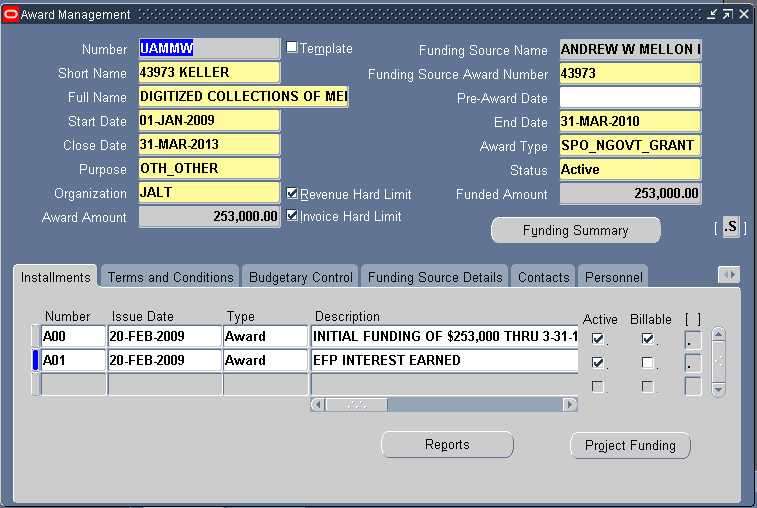 Award Management
Number UAMMW Template Funding Source Name ANDREW W MELLON
Short Name 43973 KELLER Funding Source Award Number 43973
Full Name DIGITIZED COLLECTIONS OF Pre-Award Date
Start Date 01-JAN-2009 End Date 31-MAR-2010
Close Date 31-MAR-2013 Award Type SPO_NGOVT_GRANT
Purpose OTH_OTHER Status Active
Organization JALT Revenue Hard Limit Funded Amount 253,000.00
Award Amount 253,000.00 Invoice Hard Limit
Funding Summary [ .S ]
Installments Terms and Conditions Budgetary Control Funding Source Details Contacts Personnel
Number Issue Date Type Description Active Billable [ ]
A00 20-FEB-2009 Award INITIAL FUNDING OF $253,000 THRU 3-31-1
A01 20-FEB-2009 Award EFP INTEREST EARNED
Reports Project Funding